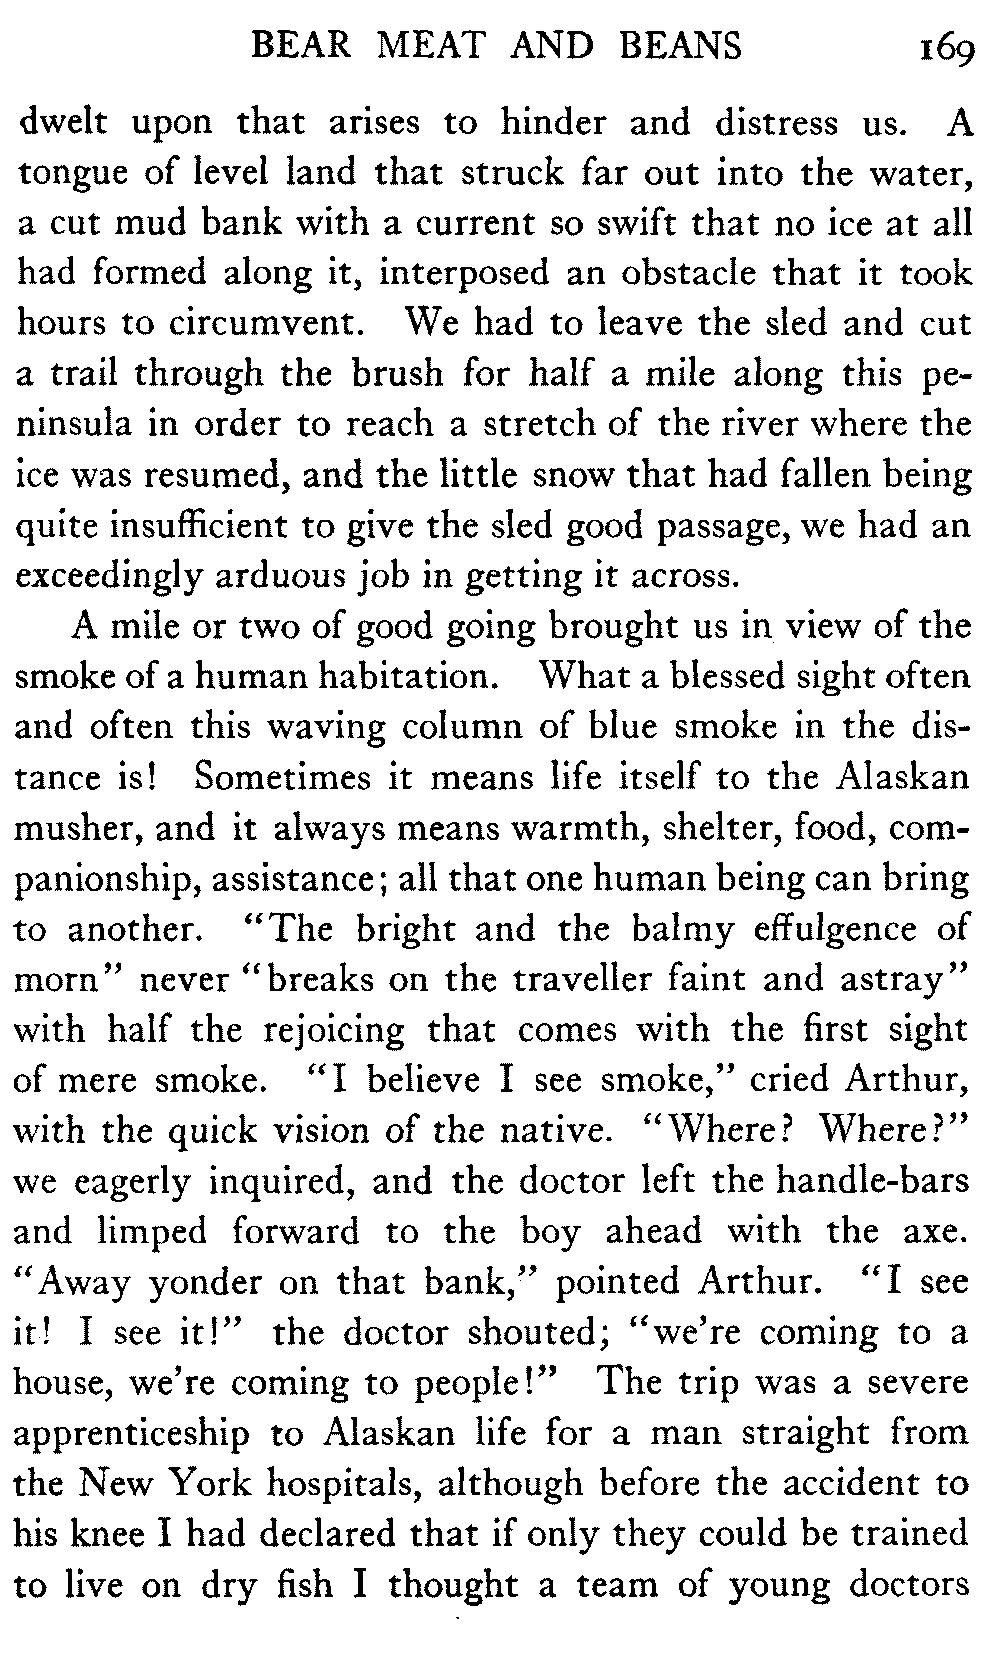 BEAR MEAT AND BEANS 169
dwelt upon that arises to hinder and distress us. A
tongue of level land that struck far out into the water,
a cut mud bank with a current so swift that no ice at all
had formed along it, interposed an obstacle that it took
hours to circumvent. We had to leave the sled and cut
a trail through the brush for half a mile along this pe-
ninsula in order to reach a stretch of the river where the
ice was resumed, and the little snow that had fallen being
quite insufficient to give the sled good passage, we had an
exceedingly arduous job in getting it across.
A mile or two of good going brought us in view of the
smoke of a human habitation. What a blessed sight often
and often this waving column of blue smoke in the dis-
tance is! Sometimes it means life itself to the Alaskan
musher, and it always means warmth, shelter, food, com-
panionship, assistance; all that one human being can bring
to another. "The bright and the balmy effulgence of
morn" never "breaks on the traveller faint and astray"
with half the rejoicing that comes with the first sight
of mere smoke. "I believe I see smoke," cried Arthur,
with the quick vision of the native. "Where? Where?"
we eagerly inquired, and the doctor left the handle-bars
and limped forward to the boy ahead with the axe.
"Away yonder on that bank," pointed Arthur. "I see
it! I see it!" the doctor shouted; "we're coming to a
house, we're coming to people!" The trip was a severe
apprenticeship to Alaskan life for a man straight from
the New York hospitals, although before the accident to
his knee I had declared that if only they could be trained
to live on dry fish I thought a team of young doctors